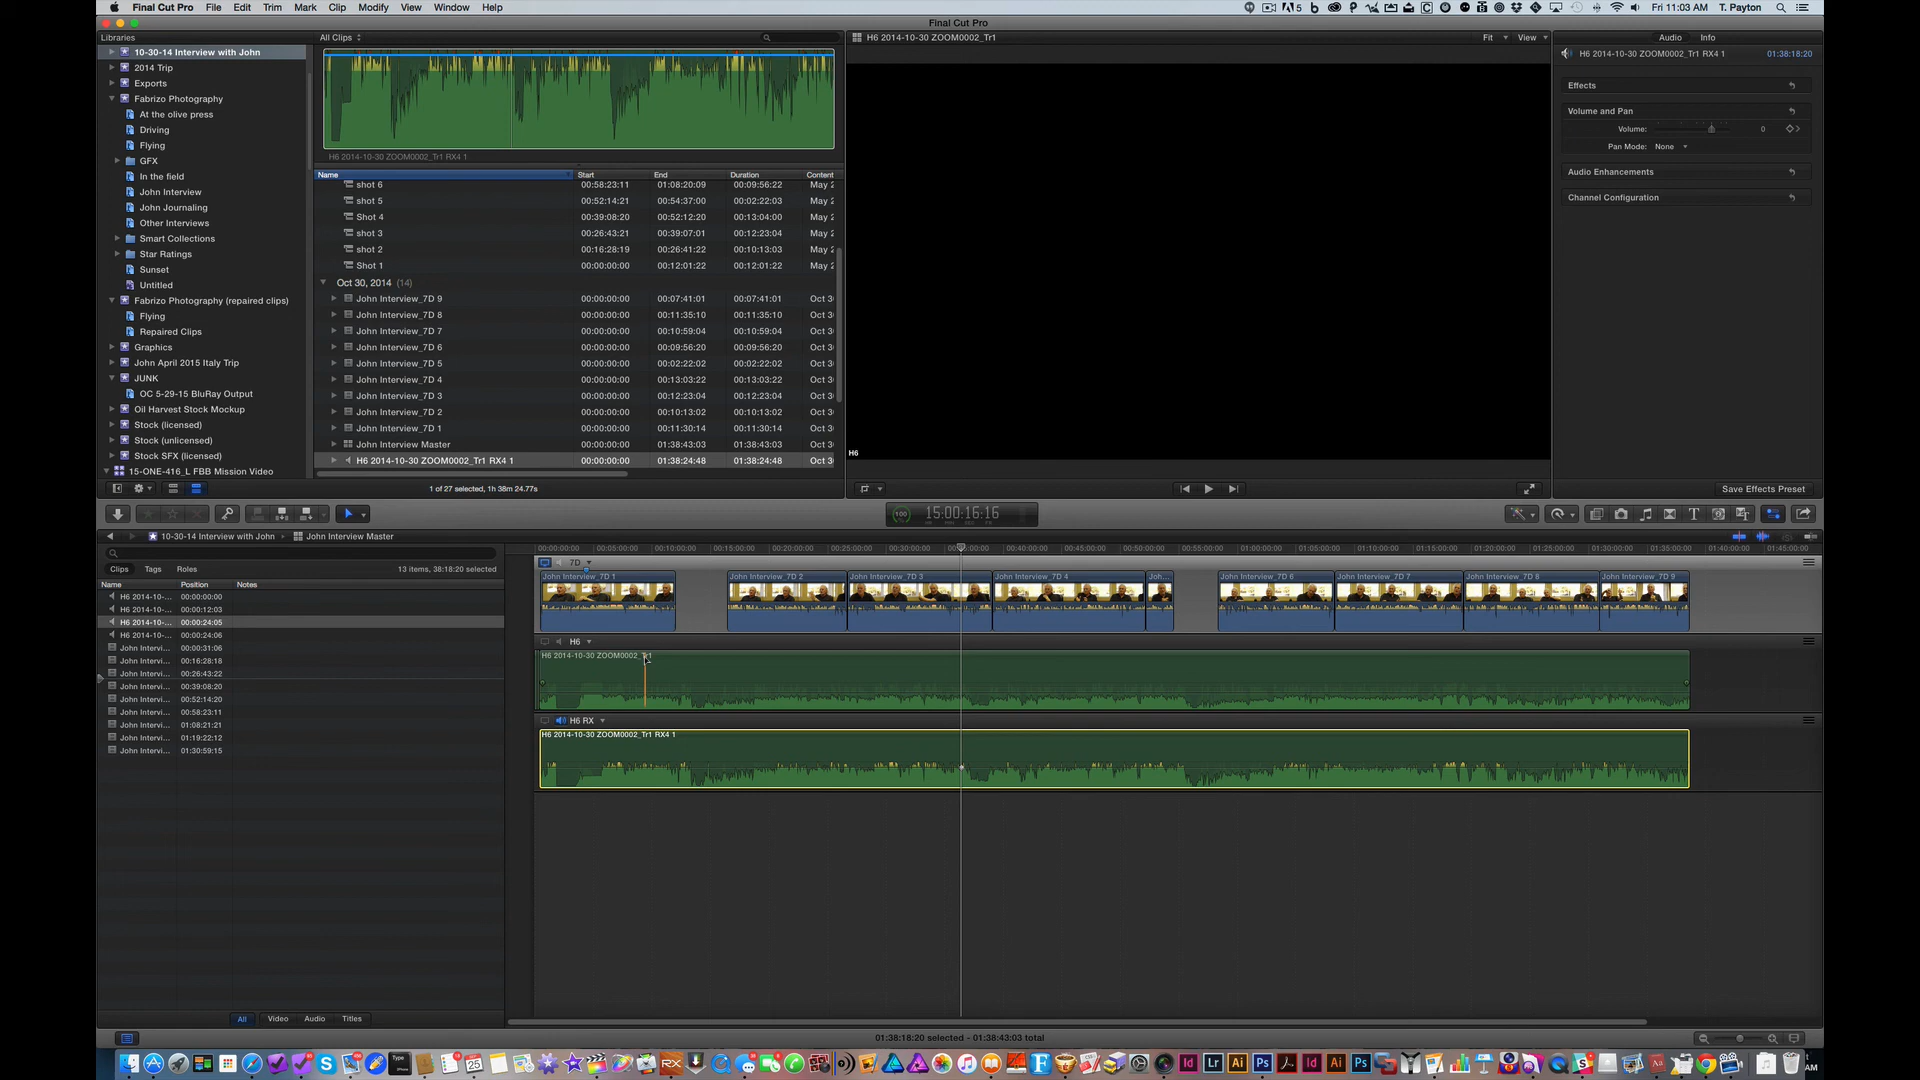 Final Cut Pro File Edit Trim Mark Clip Modify View Window Help
5 Fri 11:03 AM T. Payton
Final Cut Pro
Libraries
10-30-14 Interview with John
2014 Trip
Exports
Fabrizo Photography
At the olive press
Driving
Flying
GFX
In the field
John Interview
John Journaling
Other Interviews
Smart Collections
Star Ratings
Sunset
Untitled
Fabrizo Photography (repaired clips)
Flying
Repaired Clips
Graphics
John April 2015 Italy Trip
JUNK
OC 5-29-15 BluRay Output
Oil Harvest Stock Mockup
Stock (licensed)
Stock (unlicensed)
Stock SFX (licensed)
15-ONE-416_L FBB Mission Video
All Clips
H6 2014-10-30 ZOOM0002_Tr1 RX4 1
Name Start End Duration Content
shot 6 00:58:23:11 01:08:20:09 00:09:56:22 May 2
shot 5 00:52:14:21 00:54:37:00 00:02:22:03 May 2
Shot 4 00:39:08:20 00:52:12:20 00:13:04:00 May 2
shot 3 00:26:43:21 00:39:07:01 00:12:23:04 May 2
shot 2 00:16:28:19 00:26:41:22 00:10:13:03 May 2
Shot 1 00:00:00:00 00:12:01:22 00:12:01:22 May 2
Oct 30, 2014 (14)
John Interview_7D 9 00:00:00:00 00:07:41:01 00:07:41:01 Oct 3
John Interview_7D 8 00:00:00:00 00:11:35:10 00:11:35:10 Oct 3
John Interview_7D 7 00:00:00:00 00:10:59:04 00:10:59:04 Oct 3
John Interview_7D 6 00:00:00:00 00:09:56:20 00:09:56:20 Oct 3
John Interview_7D 5 00:00:00:00 00:02:22:02 00:02:22:02 Oct 3
John Interview_7D 4 00:00:00:00 00:13:03:22 00:13:03:22 Oct 3
John Interview_7D 3 00:00:00:00 00:12:23:04 00:12:23:04 Oct 3
John Interview_7D 2 00:00:00:00 00:10:13:02 00:10:13:02 Oct 3
John Interview_7D 1 00:00:00:00 00:11:30:14 00:11:30:14 Oct 3
John Interview Master 00:00:00:00 01:38:43:03 01:38:43:03 Oct 3
H6 2014-10-30 ZOOM0002_Tr1 RX4 1 00:00:00:00 01:38:24:48 01:38:24:48 Oct 3
1 of 27 selected, 1h 38m 24.77s
H6 2014-10-30 ZOOM0002_Tr1 Fit View
H6
Audio Info
H6 2014-10-30 ZOOM0002_Tr1 RX4 1 01:38:18:20
Effects
Volume and Pan
Volume: 0
Pan Mode: None
Audio Enhancements
Channel Configuration
Save Effects Preset
100 15:00:16:16
10-30-14 Interview with John John Interview Master
Clips Tags Roles 13 items, 38:18:20 selected
Name Position Notes
H6 2014-10-... 00:00:00:00
H6 2014-10-... 00:00:12:03
H6 2014-10-... 00:00:24:05
H6 2014-10-... 00:00:24:06
John Intervi... 00:00:31:06
John Intervi... 00:16:28:18
John Intervi... 00:26:43:22
John Intervi... 00:39:08:20
John Intervi... 00:52:14:20
John Intervi... 00:58:23:11
John Intervi... 01:08:21:21
John Intervi... 01:19:22:12
John Intervi... 01:30:59:15
All Video Audio Titles
00:00:00:00 00:05:00:00 00:10:00:00 00:15:00:00 00:20:00:00 00:25:00:00 00:30:00:00 00:40:00:00 00:45:00:00 00:50:00:00 00:55:00:00 01:00:00:00 01:05:00:00 01:10:00:00 01:15:00:00 01:20:00:00 01:25:00:00 01:30:00:00 01:35:00:00 01:40:00:00 01:45:00:00
7D
John Interview_7D 1 John Interview_7D 2 John Interview_7D 3 John Interview_7D 4 Joh... John Interview_7D 6 John Interview_7D 7 John Interview_7D 8 John Interview_7D 9
H6
H6 2014-10-30 ZOOM0002_Tr1
H6 RX
H6 2014-10-30 ZOOM0002_Tr1 RX4 1
01:38:18:20 selected - 01:38:43:03 total
Type RX Id Lr Ai Ps Id Ai Ps
AM